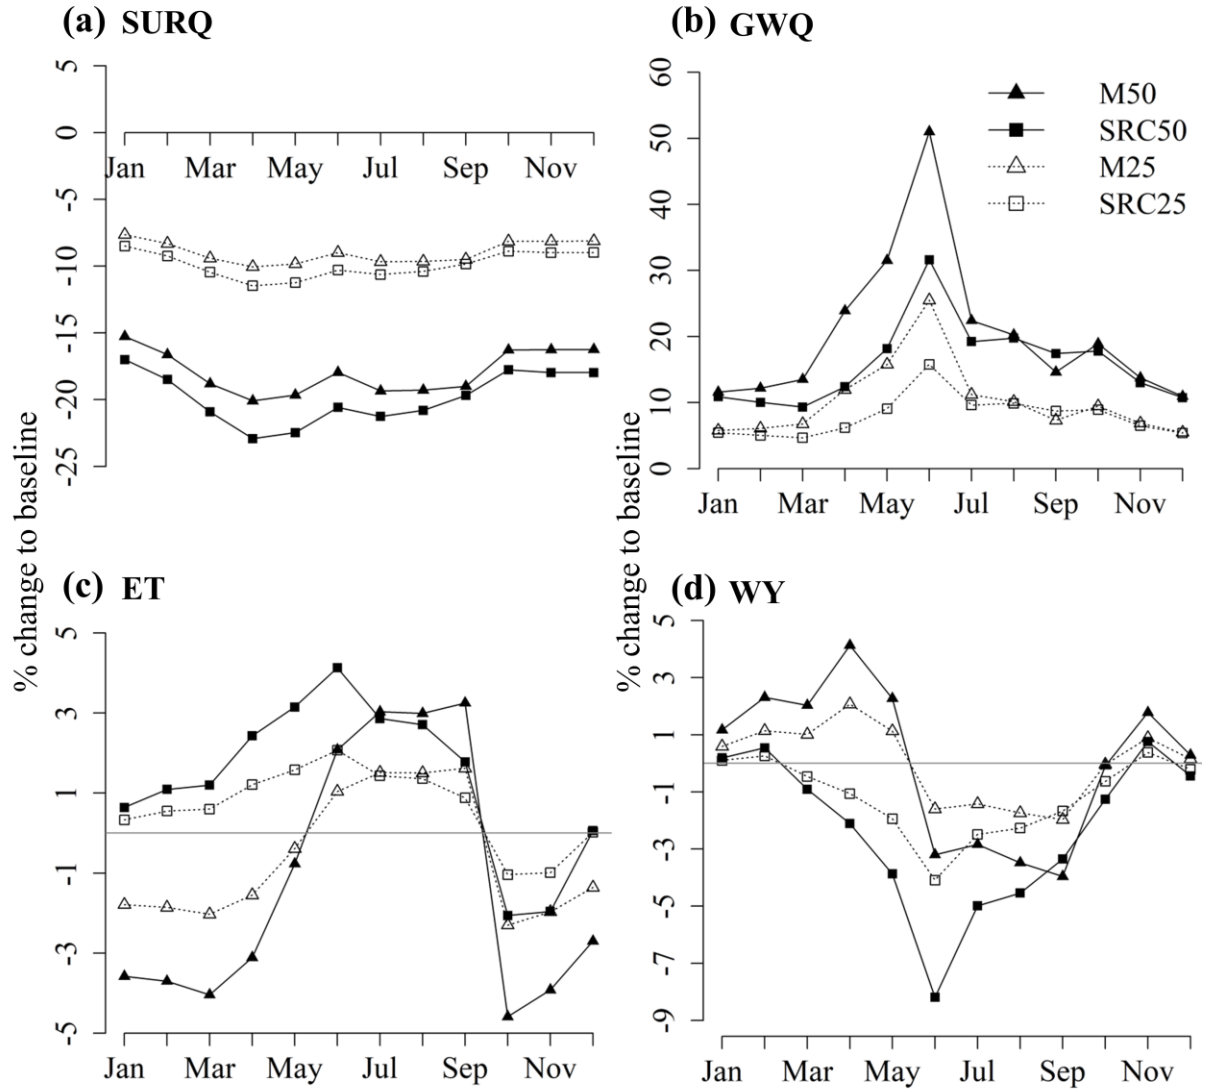 (a) SURQ
5
0
-5
-10
-15
-20
-25
Jan Mar May Jul Sep Nov
(b) GWQ
60
50
40
30
20
10
0
M50
SRC50
M25
SRC25
Jan Mar May Jul Sep Nov
% change to baseline
% change to baseline
(c) ET
5
3
1
-1
-3
-5
Jan Mar May Jul Sep Nov
(d) WY
5
3
1
-1
-3
-5
-7
-9
Jan Mar May Jul Sep Nov